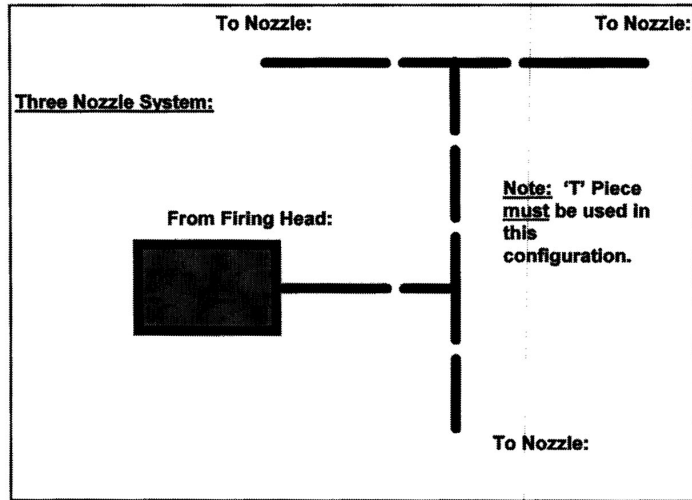 To Nozzle: To Nozzle:
Three Nozzle System:
Note: ‘T’ Piece
must be used in
this
configuration.
From Firing Head:
To Nozzle: